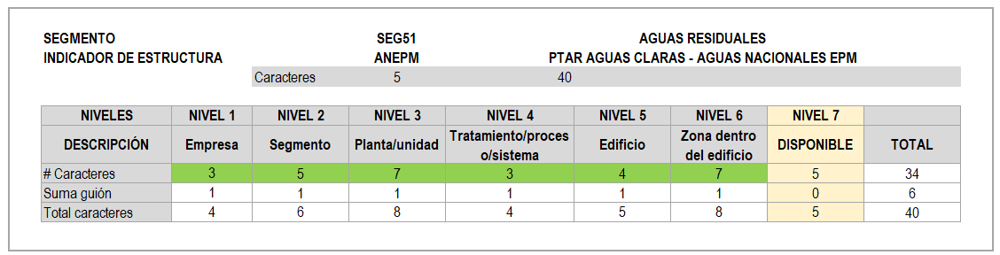 SEGMENTO SEG51 AGUAS RESIDUALES
INDICADOR DE ESTRUCTURA ANEPM PTAR AGUAS CLARAS - AGUAS NACIONALES EPM
Caracteres 5 40
NIVELES NIVEL 1 NIVEL 2 NIVEL 3 NIVEL 4 NIVEL 5 NIVEL 6 NIVEL 7
DESCRIPCIÓN Empresa Segmento Planta/unidad Tratamiento/proces
o/sistema Edificio Zona dentro
del edificio DISPONIBLE TOTAL
# Caracteres 3 5 7 3 4 7 5 34
Suma guión 1 1 1 1 1 1 0 6
Total caracteres 4 6 8 4 5 8 5 40